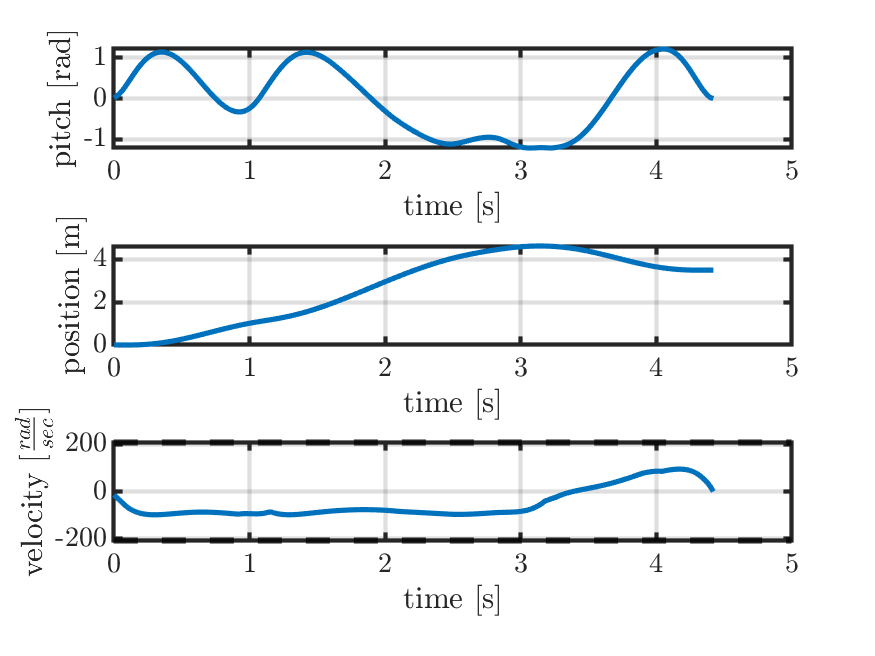 pitch [rad]
1
0
-1
0 1 2 3 4 5
time [s]
position [m]
4
2
0
0 1 2 3 4 5
time [s]
velocity [rad/sec]
200
0
-200
0 1 2 3 4 5
time [s]